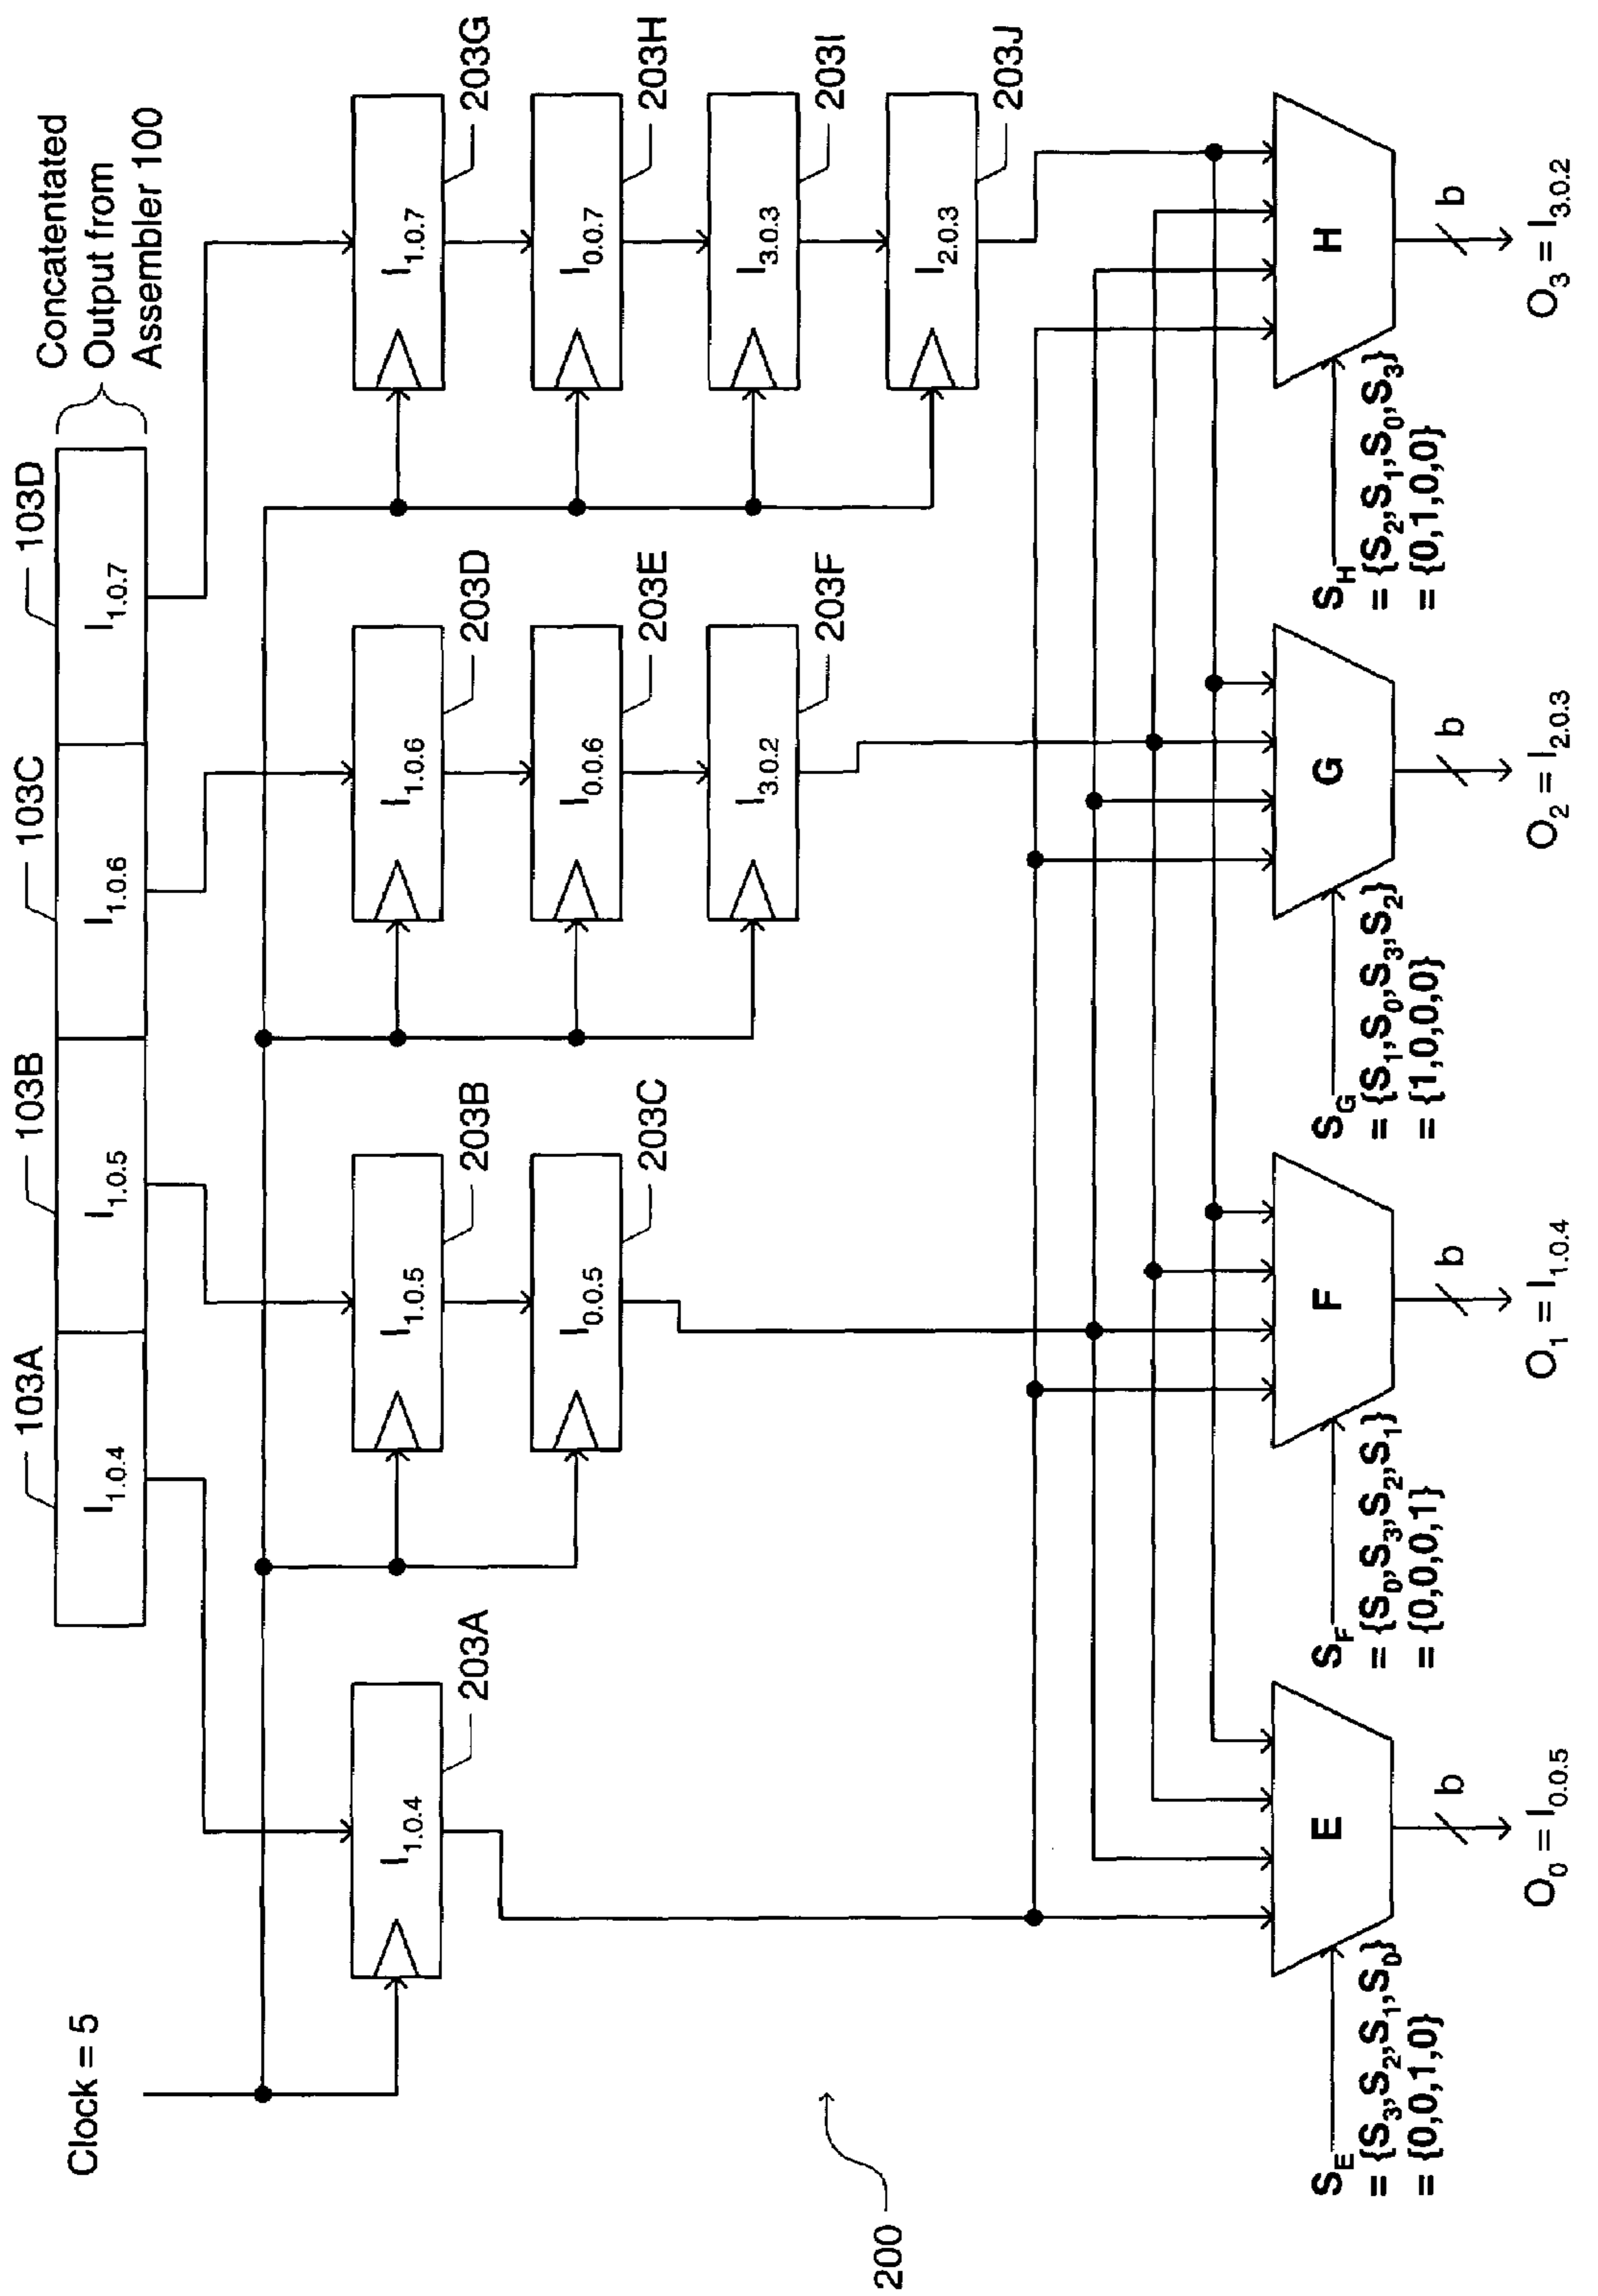 Clock = 5
103A
103B
103C
103D
Concatentated
Output from
Assembler 100
I1.0.4
I1.0.5
I1.0.6
I1.0.7
I1.0.4
203A
I1.0.5
203B
I1.0.6
203D
I1.0.7
203G
I0.0.5
203C
I0.0.6
203E
I0.0.7
203H
I3.0.2
203F
I3.0.3
203I
I2.0.3
203J
200
E
F
G
H
SE
= {S3,S2,S1,S0}
= {0,0,1,0}
SF
= {S0,S3,S2,S1}
= {0,0,0,1}
SG
= {S1,S0,S3,S2}
= {1,0,0,0}
SH
= {S2,S1,S0,S3}
= {0,1,0,0}
b
b
b
b
O0 = I0.0.5
O1 = I1.0.4
O2 = I2.0.3
O3 = I3.0.2